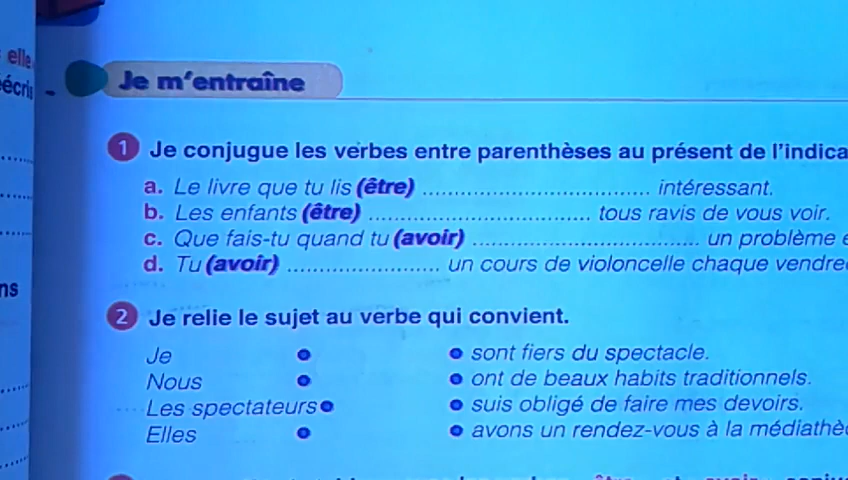 elle
écris
ns
Je m'entraîne
1 Je conjugue les verbes entre parenthèses au présent de l'indica
a. Le livre que tu lis (être) ........................ intéressant.
b. Les enfants (être) ........................ tous ravis de vous voir.
c. Que fais-tu quand tu (avoir) ........................ un problème
d. Tu (avoir) ........................ un cours de violoncelle chaque vendre
2 Je relie le sujet au verbe qui convient.
Je • • sont fiers du spectacle.
Nous • • ont de beaux habits traditionnels.
Les spectateurs • • suis obligé de faire mes devoirs.
Elles • • avons un rendez-vous à la médiathè